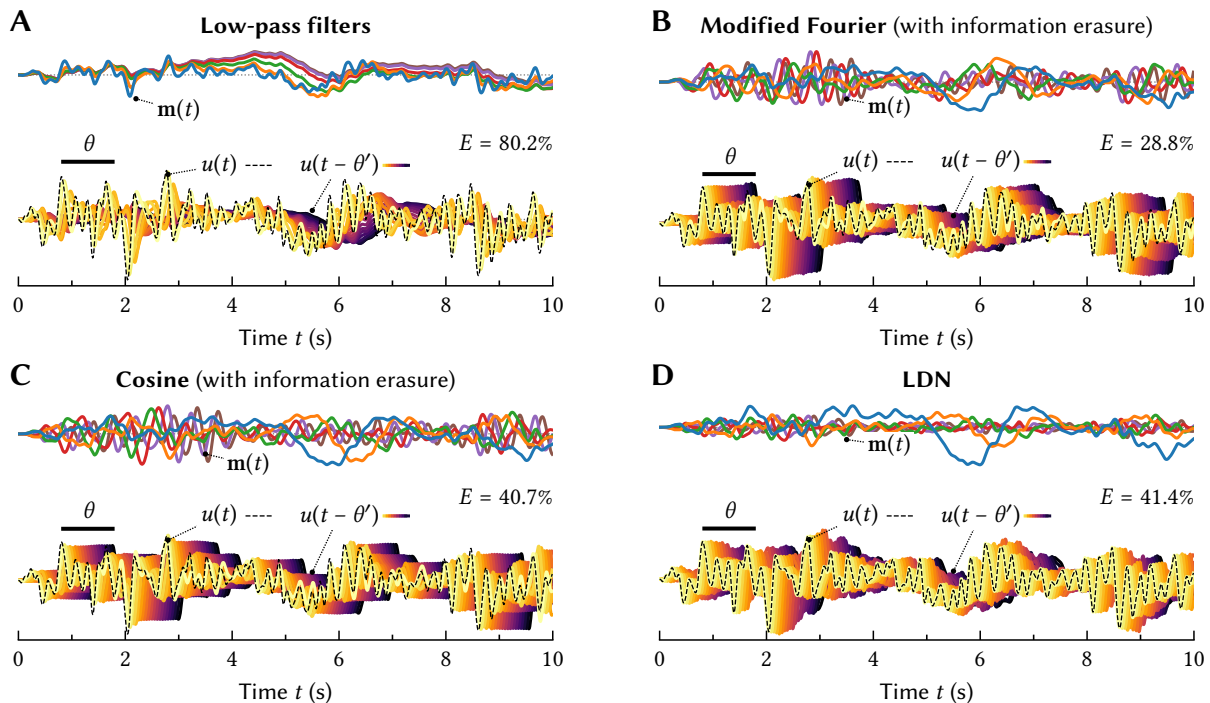 A
Low-pass filters
m(t)
E = 80.2%
θ
u(t) ----
u(t − θ′)
0 2 4 6 8 10
Time t (s)
B
Modified Fourier (with information erasure)
m(t)
E = 28.8%
θ
u(t) ----
u(t − θ′)
0 2 4 6 8 10
Time t (s)
C
Cosine (with information erasure)
m(t)
E = 40.7%
θ
u(t) ----
u(t − θ′)
0 2 4 6 8 10
Time t (s)
D
LDN
m(t)
E = 41.4%
θ
u(t) ----
u(t − θ′)
0 2 4 6 8 10
Time t (s)